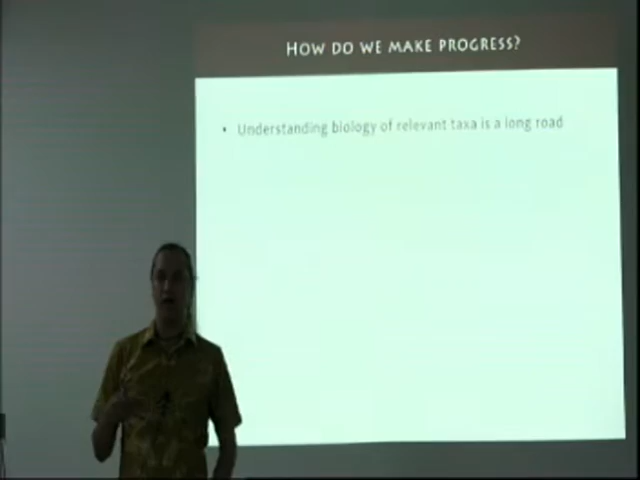 HOW DO WE MAKE PROGRESS?
• Understanding biology of relevant taxa is a long road